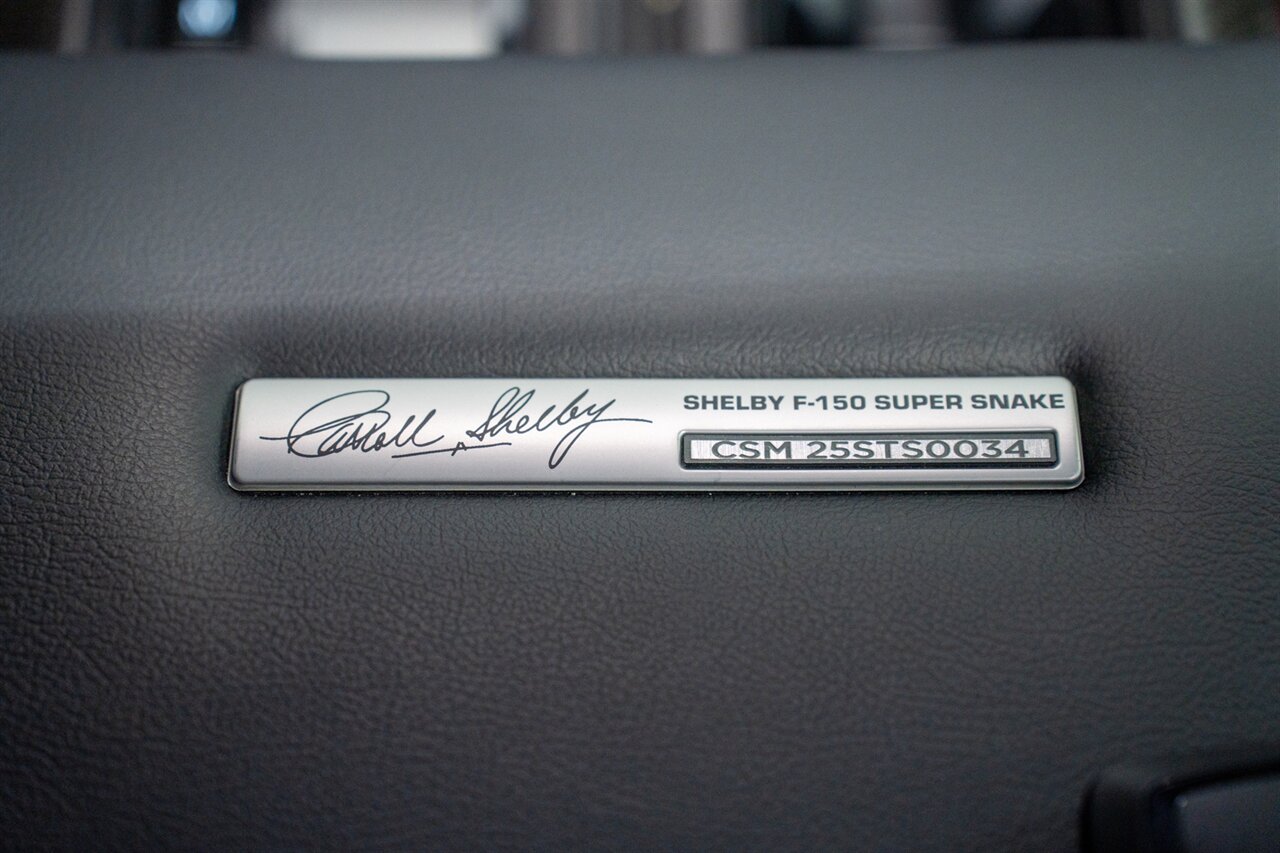 Carroll Shelby
SHELBY F-150 SUPER SNAKE
CSM 25STS0034